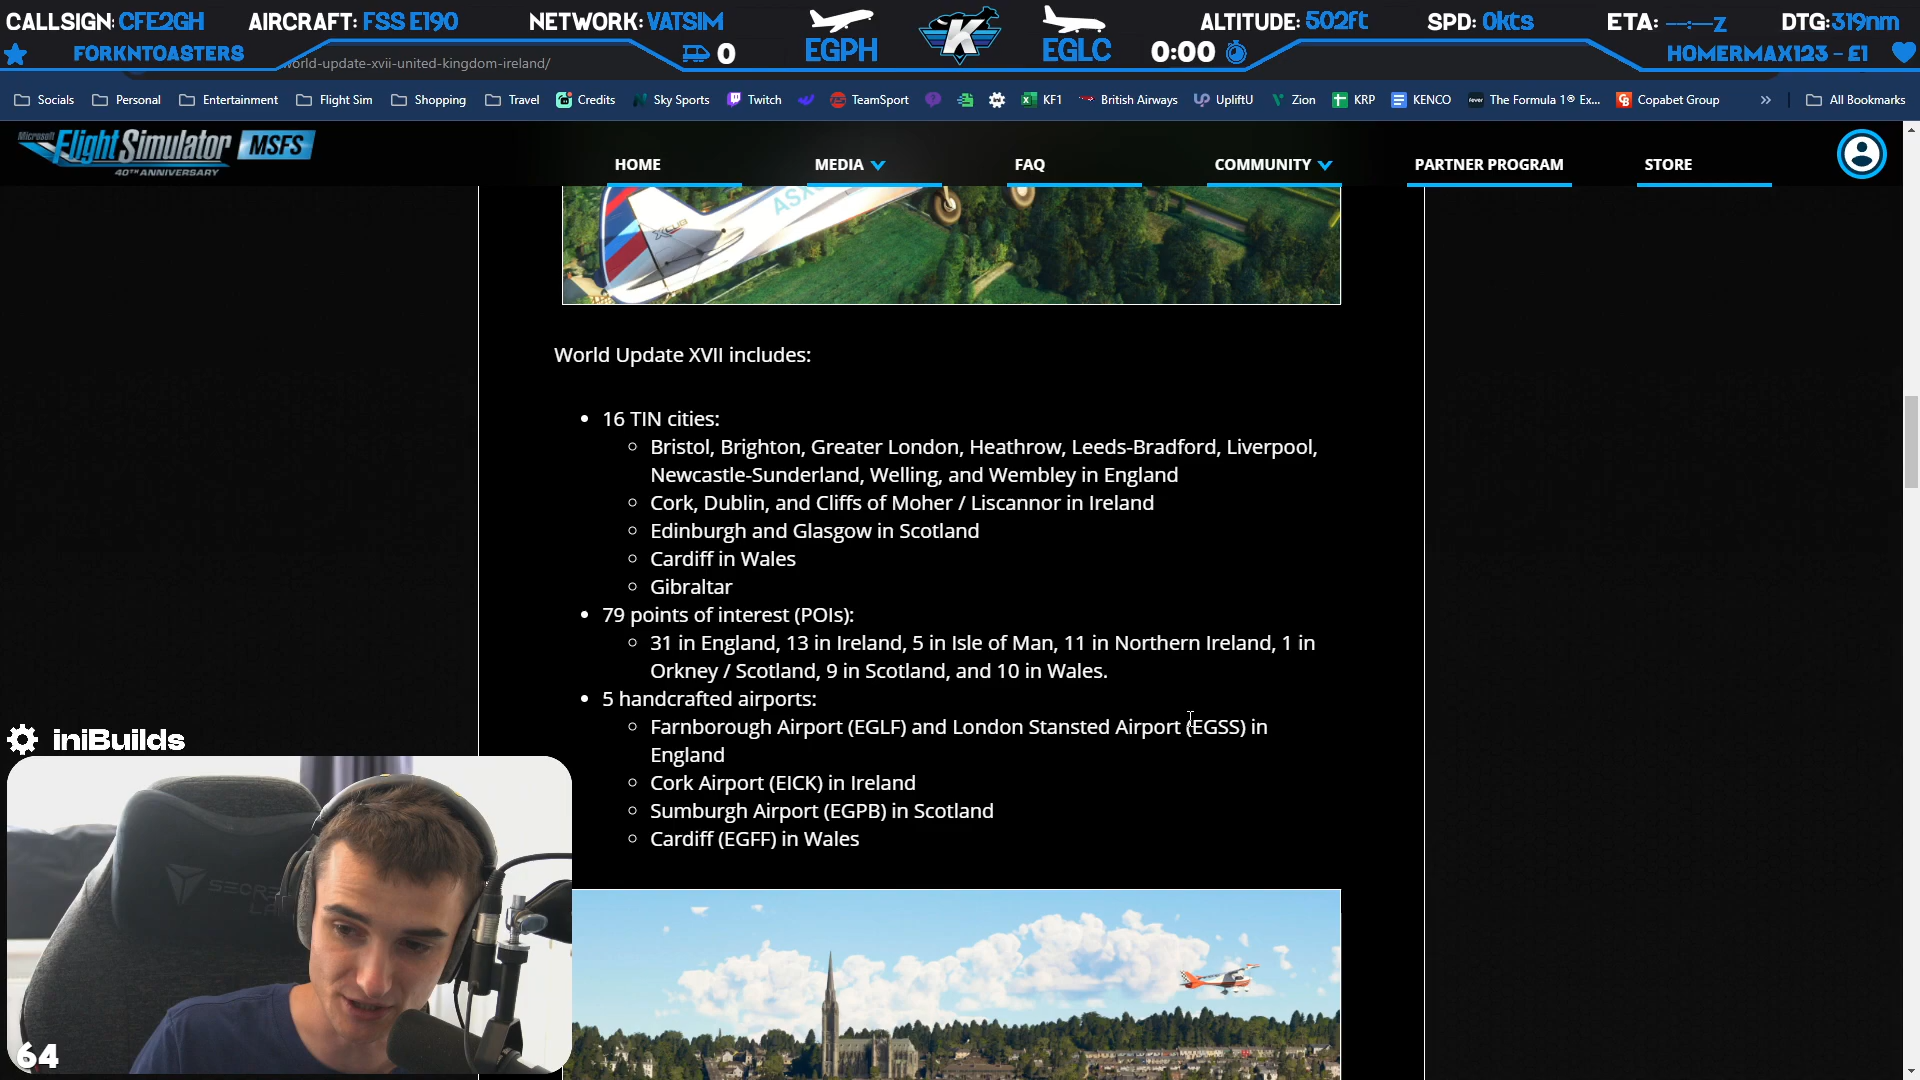 CALLSIGN: CFE2GH AIRCRAFT: FSS E190 NETWORK: VATSIM EGPH K EGLC ALTITUDE: 502ft SPD: 0kts ETA: --:--Z DTG: 319nm
FORKNTOASTERS 0 0:00 HOMERMAX123 - £1
world-update-xvii-united-kingdom-ireland/
Socials Personal Entertainment Flight Sim Shopping Travel Credits Sky Sports Twitch TeamSport KF1 British Airways UpliftU Zion KRP KENCO The Formula 1® Ex... Copabet Group » All Bookmarks
Microsoft Flight Simulator MSFS
40TH ANNIVERSARY
HOME MEDIA FAQ COMMUNITY PARTNER PROGRAM STORE
XCUB
World Update XVII includes:
• 16 TIN cities:
Bristol, Brighton, Greater London, Heathrow, Leeds-Bradford, Liverpool,
Newcastle-Sunderland, Welling, and Wembley in England
Cork, Dublin, and Cliffs of Moher / Liscannor in Ireland
Edinburgh and Glasgow in Scotland
Cardiff in Wales
Gibraltar
• 79 points of interest (POIs):
31 in England, 13 in Ireland, 5 in Isle of Man, 11 in Northern Ireland, 1 in
Orkney / Scotland, 9 in Scotland, and 10 in Wales.
• 5 handcrafted airports:
Farnborough Airport (EGLF) and London Stansted Airport (EGSS) in
England
Cork Airport (EICK) in Ireland
Sumburgh Airport (EGPB) in Scotland
Cardiff (EGFF) in Wales
iniBuilds
64